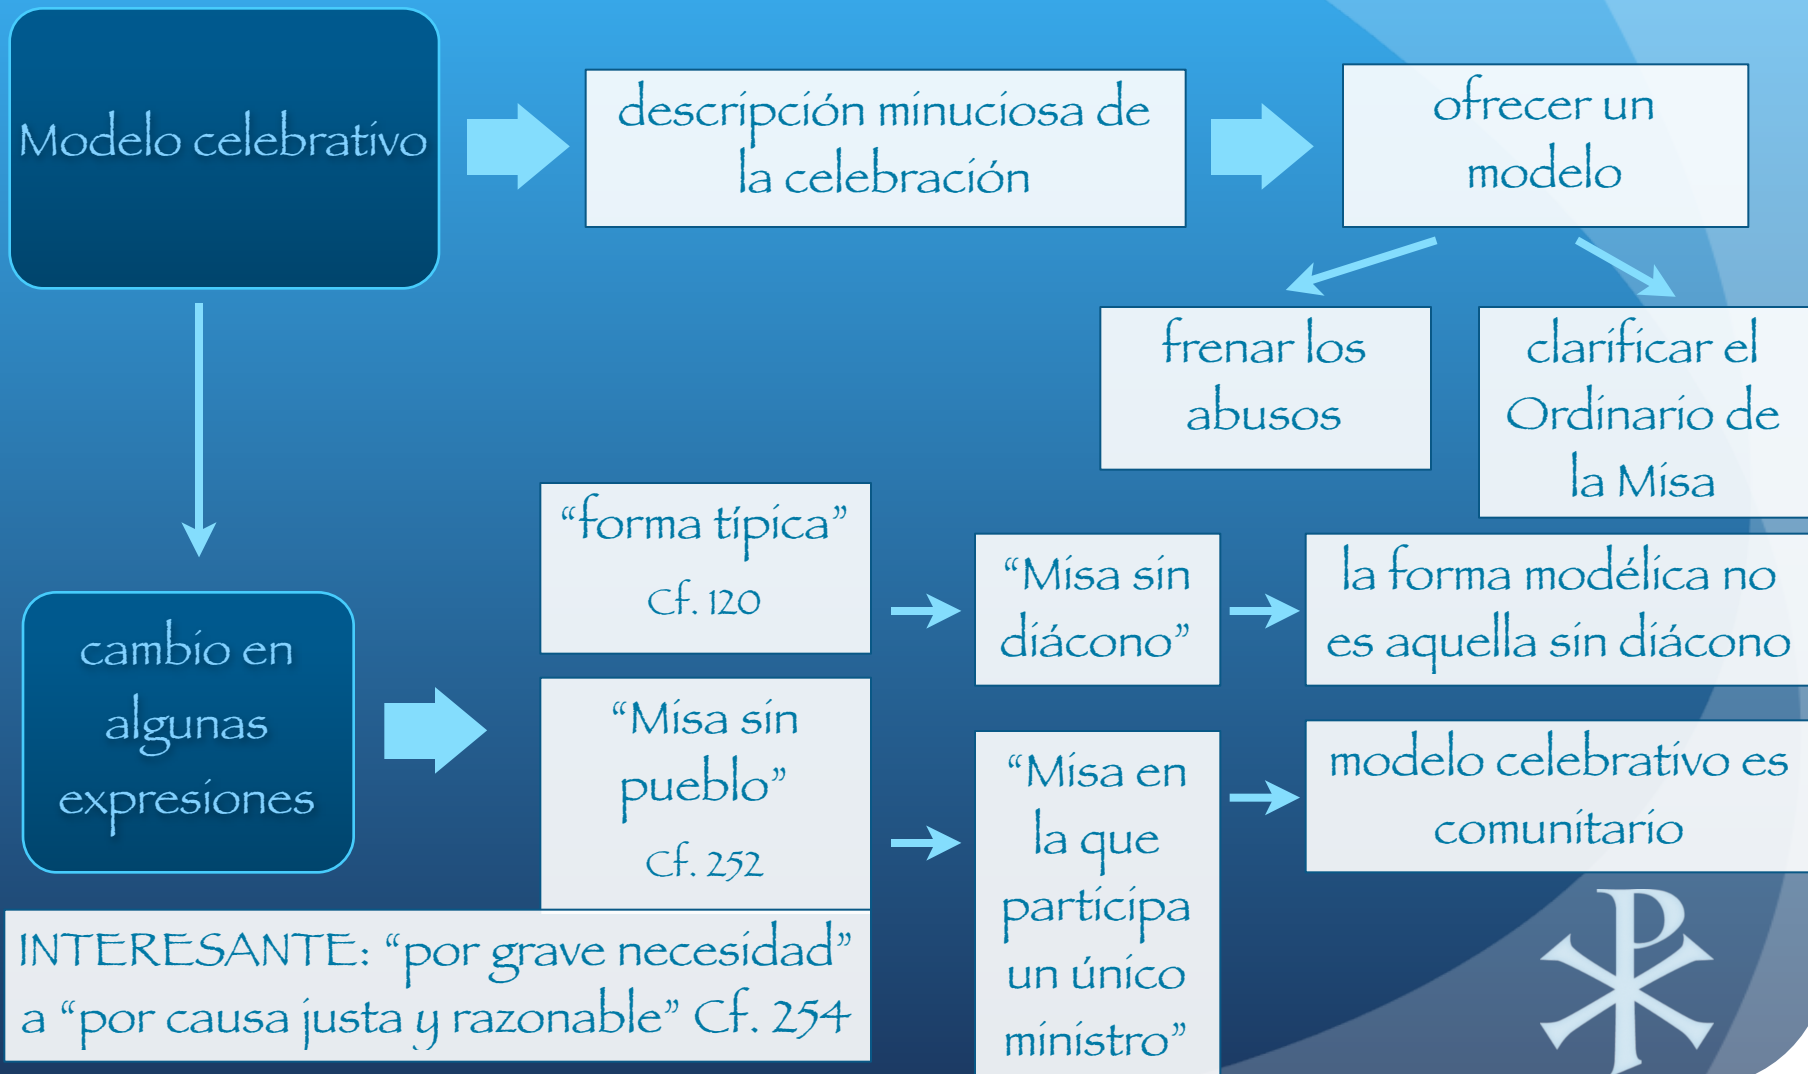 Modelo celebrativo
descripción minuciosa de
la celebración
ofrecer un
modelo
frenar los
abusos
clarificar el
Ordinario de
la Misa
cambio en
algunas
expresiones
“forma típica”
Cf. 120
“Misa sin
diácono”
la forma modélica no
es aquella sin diácono
“Misa sin
pueblo”
Cf. 252
“Misa en
la que
participa
un único
ministro”
modelo celebrativo es
comunitario
INTERESANTE: “por grave necesidad”
a “por causa justa y razonable” Cf. 254